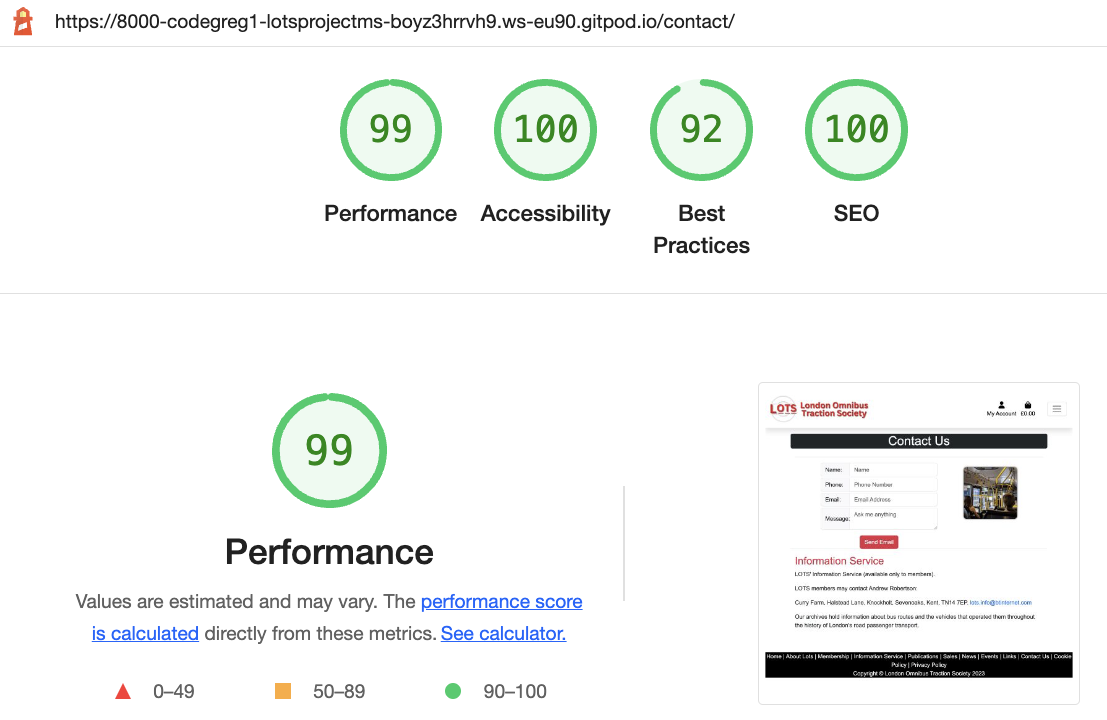 https://8000-codegreg1-lotsprojectms-boyz3hrrvh9.ws-eu90.gitpod.io/contact/
99
100
92
100
Performance
Accessibility
Best
Practices
SEO
99
Performance
Values are estimated and may vary. The performance score
is calculated directly from these metrics. See calculator.
0–49
50–89
90–100
LOTS London Omnibus
Traction Society
My Account £0.00
Contact Us
Name: Name
Phone: Phone Number
Email: Email Address
Message: Ask me anything
Send Email
Information Service
LOTS' Information Service (available only to members).
LOTS members may contact Andrew Robertson:
Curry Farm, Halstead Lane, Knockholt, Sevenoaks, Kent, TN14 7EP. lots.info@btinternet.com
Our archives hold information about bus routes and the vehicles that operated them throughout
the history of London's road passenger transport.
Home | About Lots | Membership | Information Service | Publications | Sales | News | Events | Links | Contact Us | Cookie
Policy | Privacy Policy
Copyright © London Omnibus Traction Society 2023